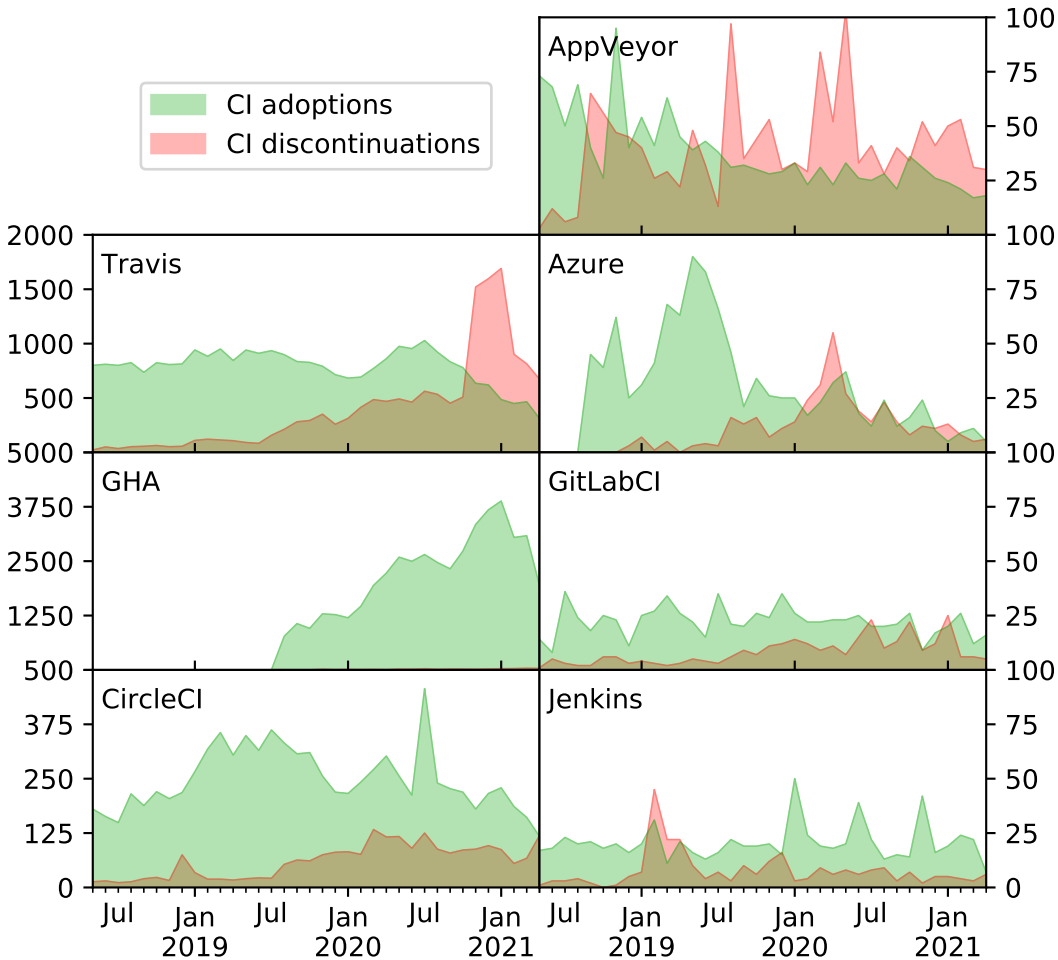 CI adoptions
CI discontinuations
AppVeyor
100
75
50
25
2000
Travis
1500
1000
500
Azure
100
75
50
25
5000
GHA
3750
2500
1250
GitLabCI
100
75
50
25
500
CircleCI
375
250
125
0
Jenkins
100
75
50
25
0
Jul
Jan
2019
Jul
Jan
2020
Jul
Jan
2021
Jul
Jan
2019
Jul
Jan
2020
Jul
Jan
2021